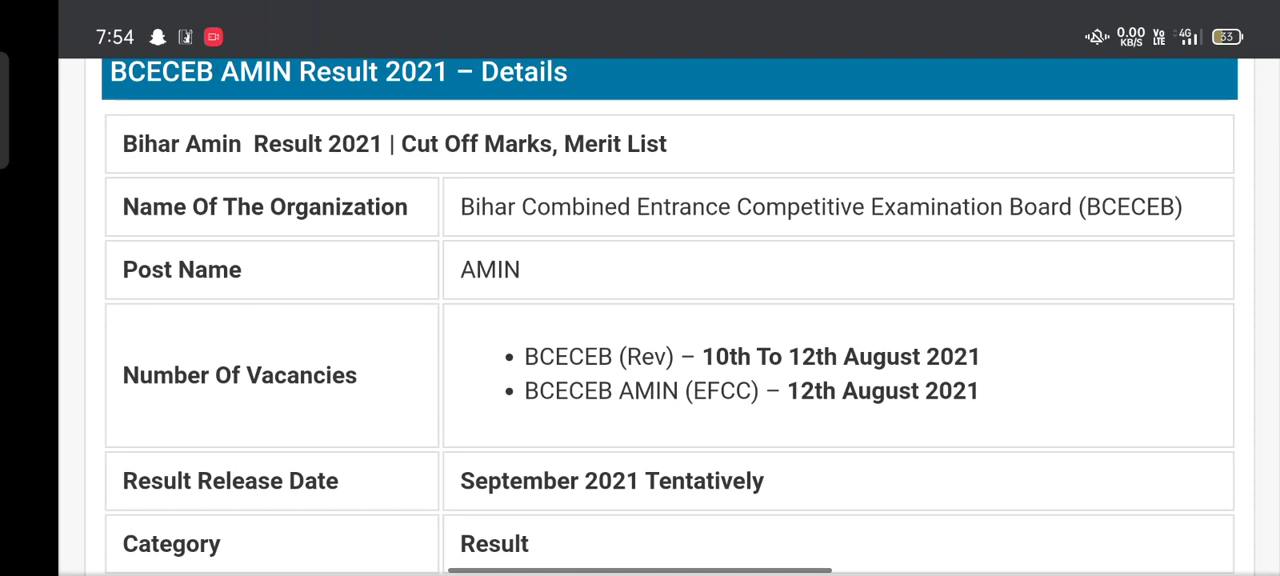 7:54
0.00 KB/S Vo LTE 4G 33
BCECEB AMIN Result 2021 – Details
Bihar Amin Result 2021 | Cut Off Marks, Merit List
Name Of The Organization Bihar Combined Entrance Competitive Examination Board (BCECEB)
Post Name AMIN
Number Of Vacancies
• BCECEB (Rev) – 10th To 12th August 2021
• BCECEB AMIN (EFCC) – 12th August 2021
Result Release Date September 2021 Tentatively
Category Result